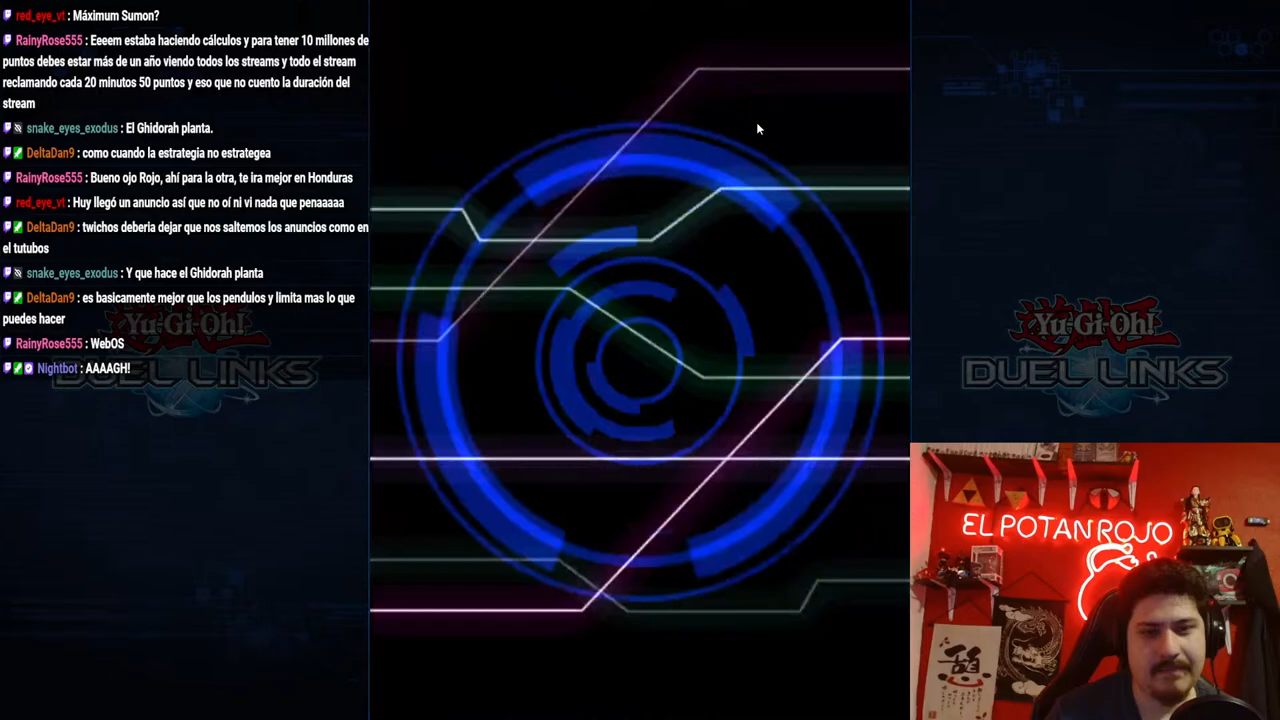 red_eye_vt : Máximum Sumon?
RainyRose555 : Eeeem estaba haciendo cálculos y para tener 10 millones de
puntos debes estar más de un año viendo todos los streams y todo el stream
reclamando cada 20 minutos 50 puntos y eso que no cuento la duración del
stream
snake_eyes_exodus : El Ghidorah planta.
DeltaDan9 : como cuando la estrategia no estrategea
RainyRose555 : Bueno ojo Rojo, ahí para la otra, te ira mejor en Honduras
red_eye_vt : Huy llegó un anuncio así que no oí ni vi nada que penaaaaa
DeltaDan9 : twichos deberia dejar que nos saltemos los anuncios como en
el tutubos
snake_eyes_exodus : Y que hace el Ghidorah planta
DeltaDan9 : es basicamente mejor que los pendulos y limita mas lo que
puedes hacer
RainyRose555 : WebOS
Nightbot : AAAAGH!
Yu-Gi-Oh!
DUEL LINKS
Yu-Gi-Oh!
DUEL LINKS
EL POTAN ROJO